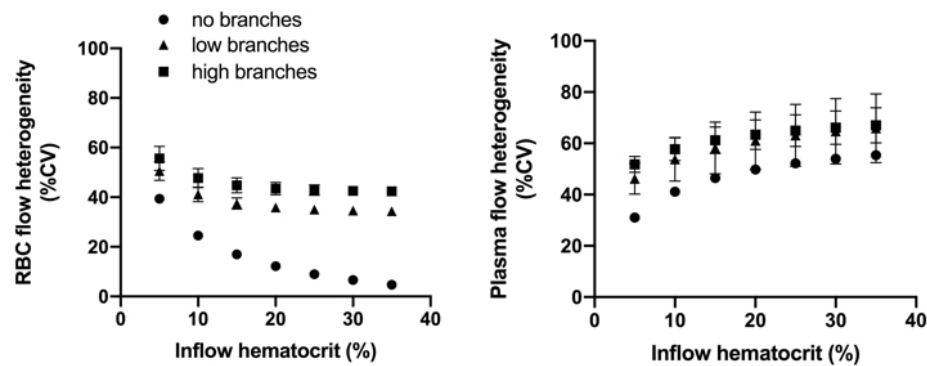 no branches
low branches
high branches
RBC flow heterogeneity
(%CV)
100
80
60
40
20
0
0 10 20 30 40
Inflow hematocrit (%)
Plasma flow heterogeneity
(%CV)
100
80
60
40
20
0
0 10 20 30 40
Inflow hematocrit (%)